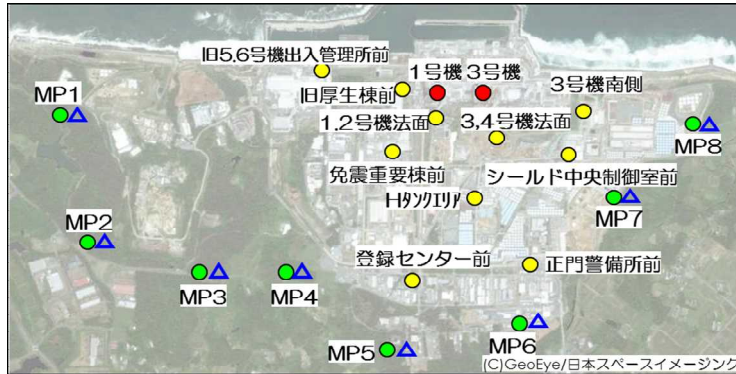 旧5.6号機出入管理所前
1号機 3号機
3号機南側
MP1
旧厚生棟前
1.2号機法面
3,4号機法面
MP8
免震重要棟前
シールド中央制御室前
Hタンクエリア
MP7
MP2
登録センター前
正門警備所前
MP3
MP4
MP5
MP6
(C)GeoEye/日本スペースイメージング